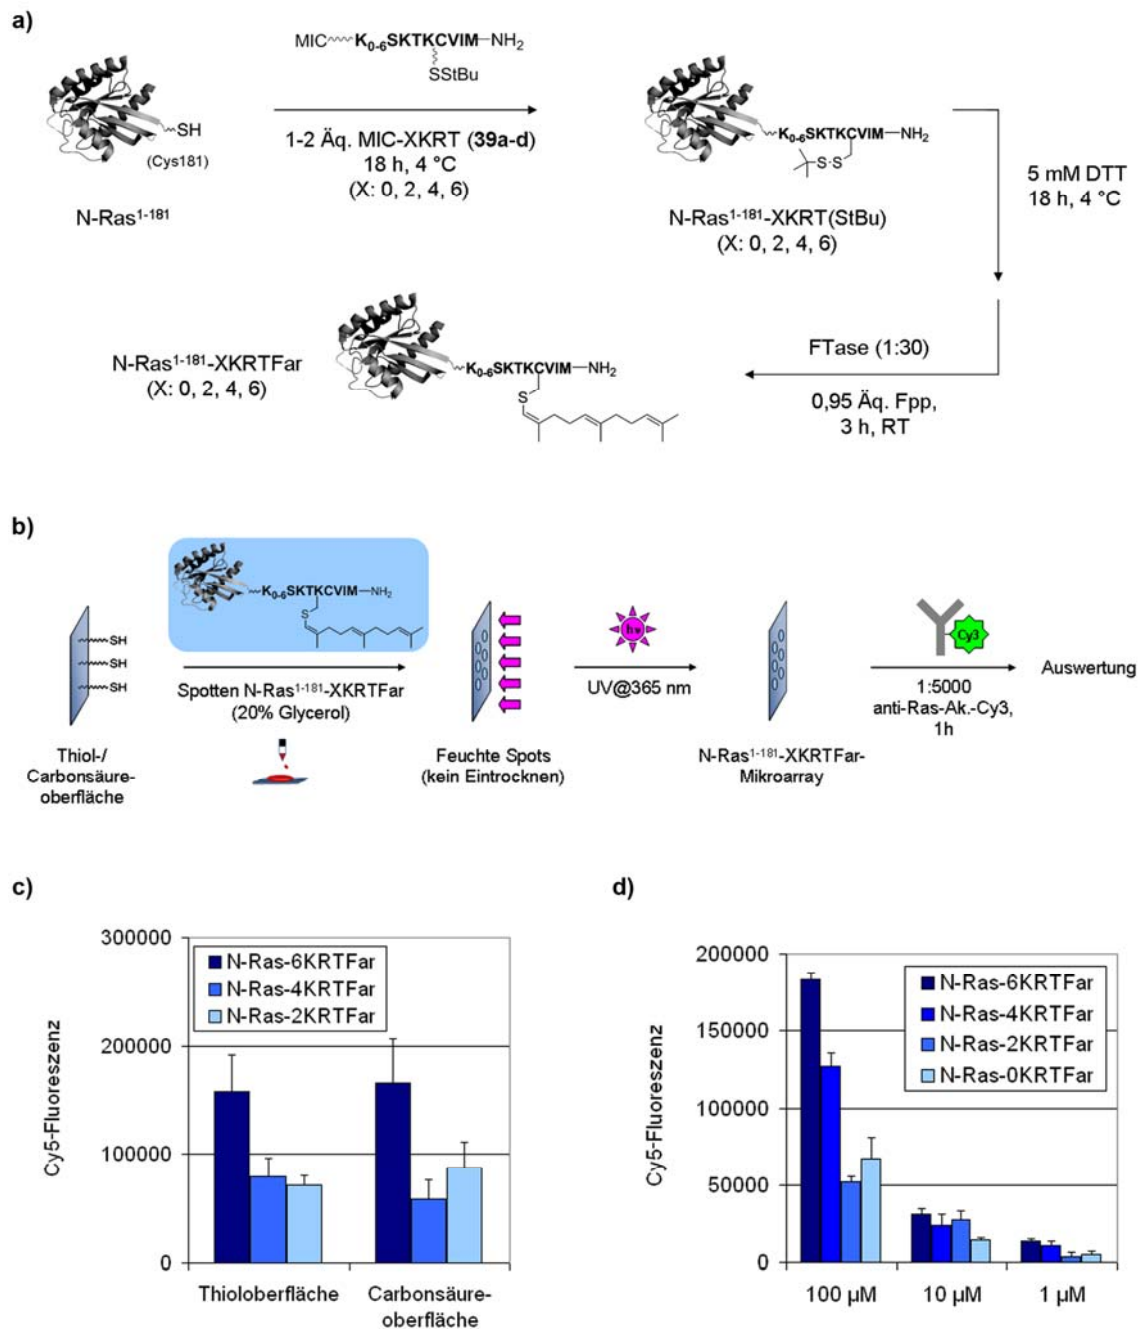 a)
MIC K0-6SKTKCVIM–NH2
SStBu
SH
(Cys181)
N-Ras1-181
1-2 Äq. MIC-XKRT (39a-d)
18 h, 4 °C
(X: 0, 2, 4, 6)
K0-6SKTKCVIM–NH2
S-S
N-Ras1-181-XKRT(StBu)
(X: 0, 2, 4, 6)
5 mM DTT
18 h, 4 °C
N-Ras1-181-XKRTFar
(X: 0, 2, 4, 6)
K0-6SKTKCVIM–NH2
S
FTase (1:30)
0,95 Äq. Fpp,
3 h, RT
b)
SH
SH
SH
Thiol-/
Carbonsäure-
oberfläche
K0-6SKTKCVIM–NH2
S
Spotten N-Ras1-181-XKRTFar
(20% Glycerol)
Feuchte Spots
(kein Eintrocknen)
hν
UV@365 nm
N-Ras1-181-XKRTFar-
Mikroarray
Cy3
1:5000
anti-Ras-Ak.-Cy3,
1h
Auswertung
c)
300000
200000
100000
0
Cy5-Fluoreszenz
N-Ras-6KRTFar
N-Ras-4KRTFar
N-Ras-2KRTFar
Thioloberfläche
Carbonsäure-
oberfläche
d)
200000
150000
100000
50000
0
Cy5-Fluoreszenz
N-Ras-6KRTFar
N-Ras-4KRTFar
N-Ras-2KRTFar
N-Ras-0KRTFar
100 µM
10 µM
1 µM